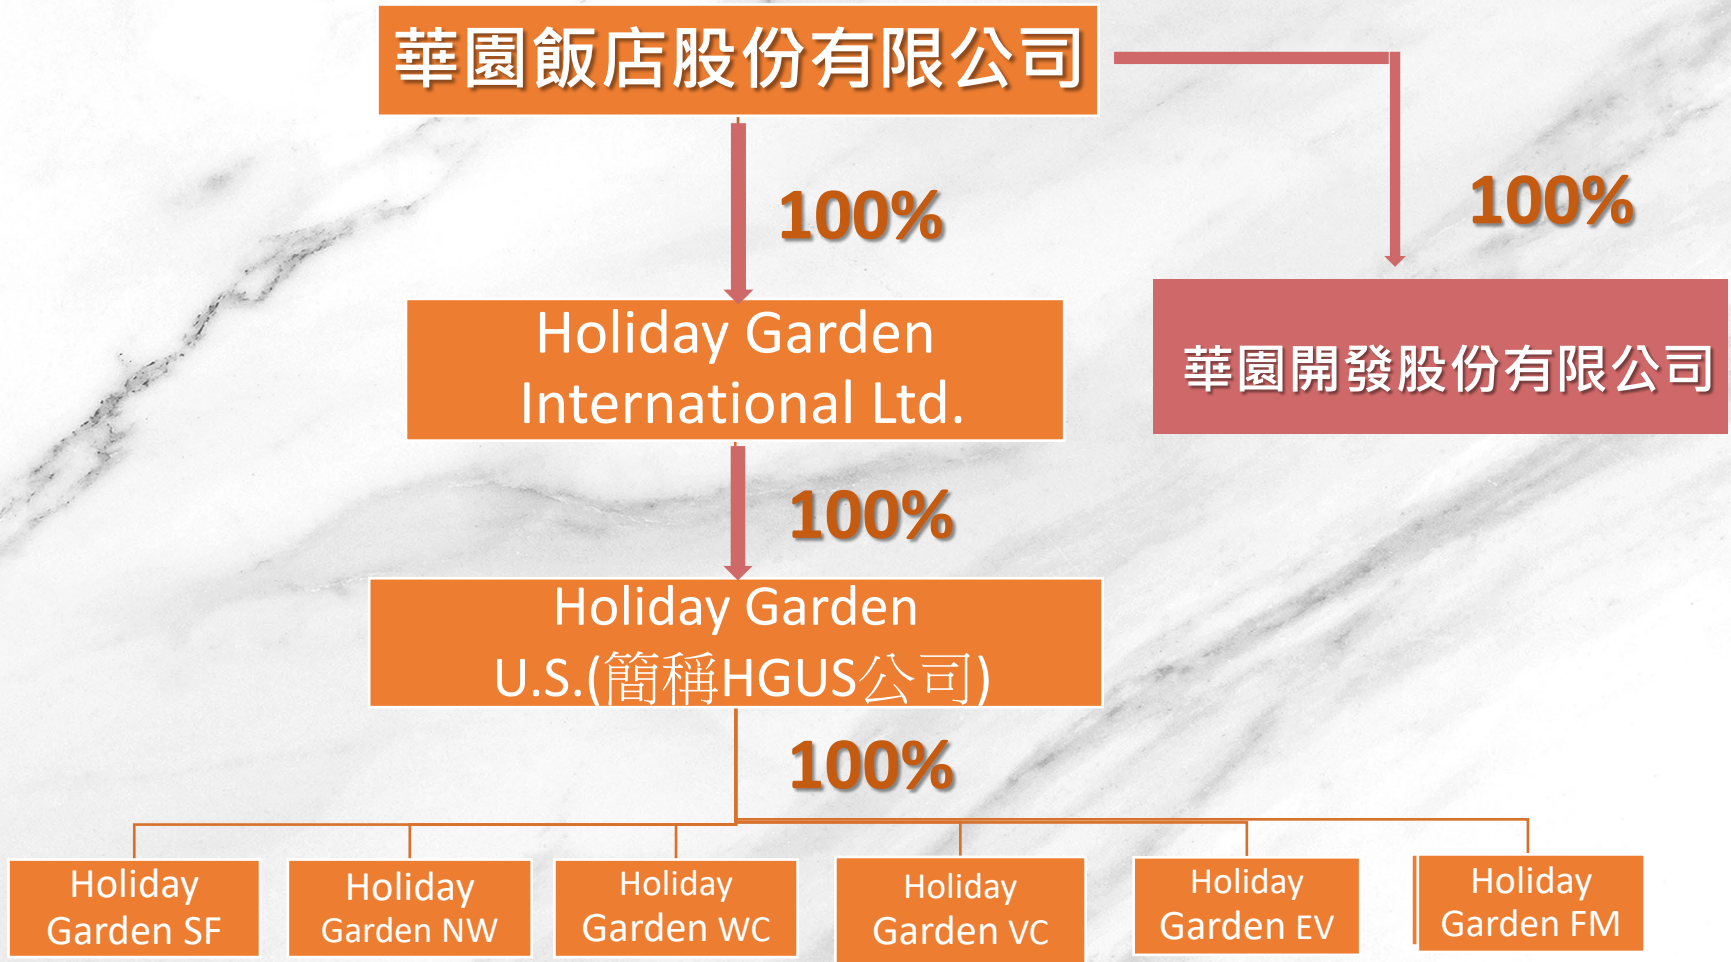 華園飯店股份有限公司
100%
100%
Holiday Garden
International Ltd.
華園開發股份有限公司
100%
Holiday Garden
U.S.(簡稱HGUS公司)
100%
Holiday
Garden SF
Holiday
Garden NW
Holiday
Garden WC
Holiday
Garden VC
Holiday
Garden EV
Holiday
Garden FM